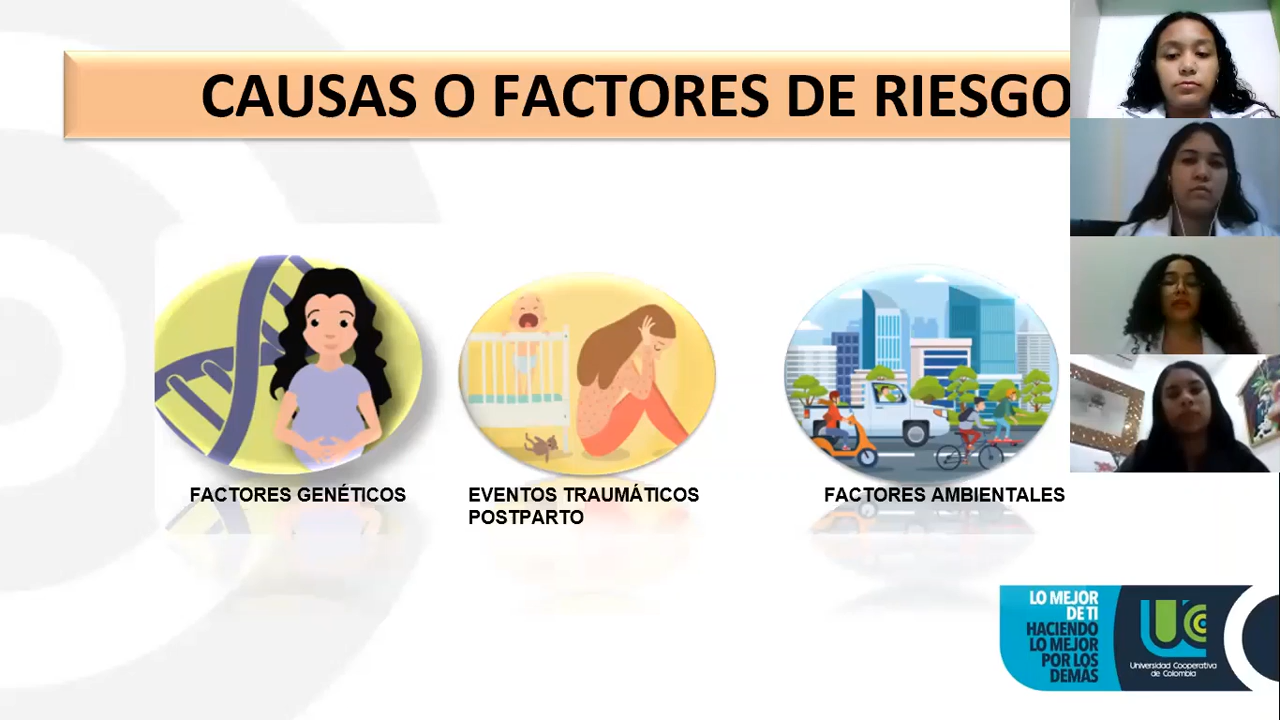 CAUSAS O FACTORES DE RIESGO
FACTORES GENÉTICOS
EVENTOS TRAUMÁTICOS
POSTPARTO
FACTORES AMBIENTALES
LO MEJOR
DE TI
HACIENDO
LO MEJOR
POR LOS
DEMÁS
UCC
Universidad Cooperativa
de Colombia